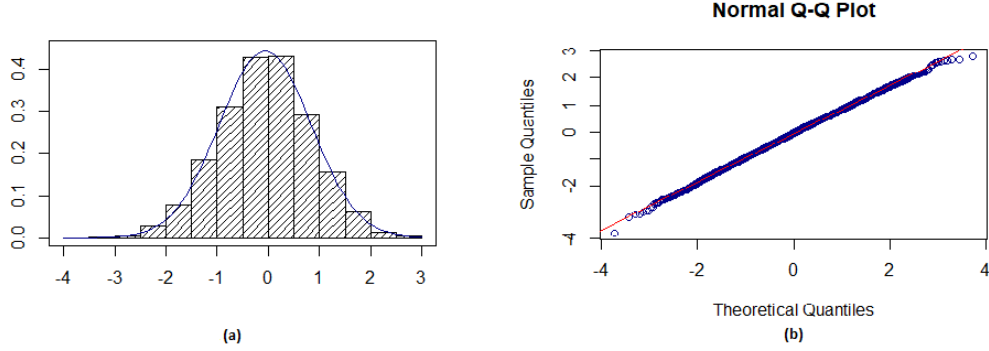 0.0 0.1 0.2 0.3 0.4
-4 -3 -2 -1 0 1 2 3
(a)
Normal Q-Q Plot
Sample Quantiles
-4 -2 0 1 2 3
-4 -2 0 2 4
Theoretical Quantiles
(b)